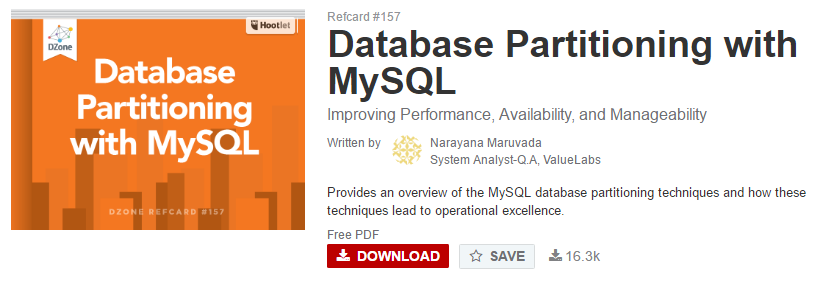 DZone
Hootlet
Database
Partitioning
with MySQL
DZONE REFCARD #157
Refcard #157
Database Partitioning with
MySQL
Improving Performance, Availability, and Manageability
Written by
Narayana Maruvada
System Analyst-Q.A, ValueLabs
Provides an overview of the MySQL database partitioning techniques and how these
techniques lead to operational excellence.
Free PDF
DOWNLOAD
SAVE
16.3k